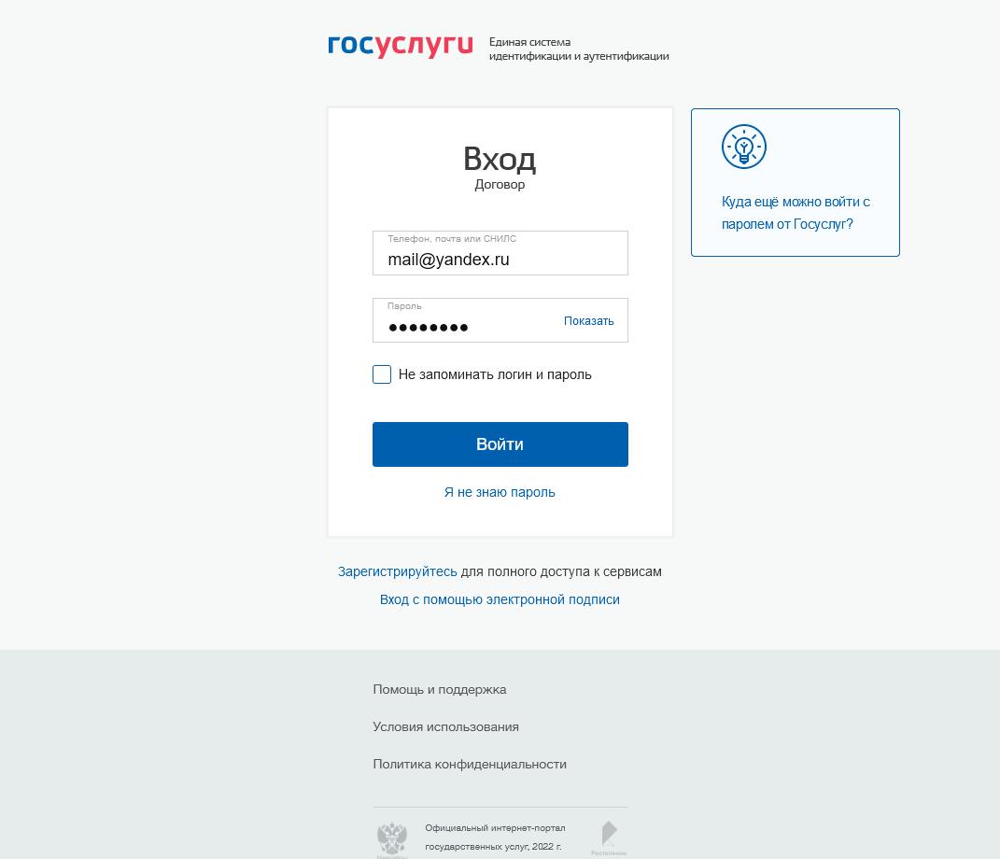 госуслуги
Единая система
идентификации и аутентификации
Вход
Договор
Телефон, почта или СНИЛС
mail@yandex.ru
Пароль
●●●●●●●●
Показать
Не запоминать логин и пароль
Войти
Я не знаю пароль
Куда ещё можно войти с
паролем от Госуслуг?
Зарегистрируйтесь для полного доступа к сервисам
Вход с помощью электронной подписи
Помощь и поддержка
Условия использования
Политика конфиденциальности
Официальный интернет-портал
государственных услуг, 2022 г.
Ростелеком